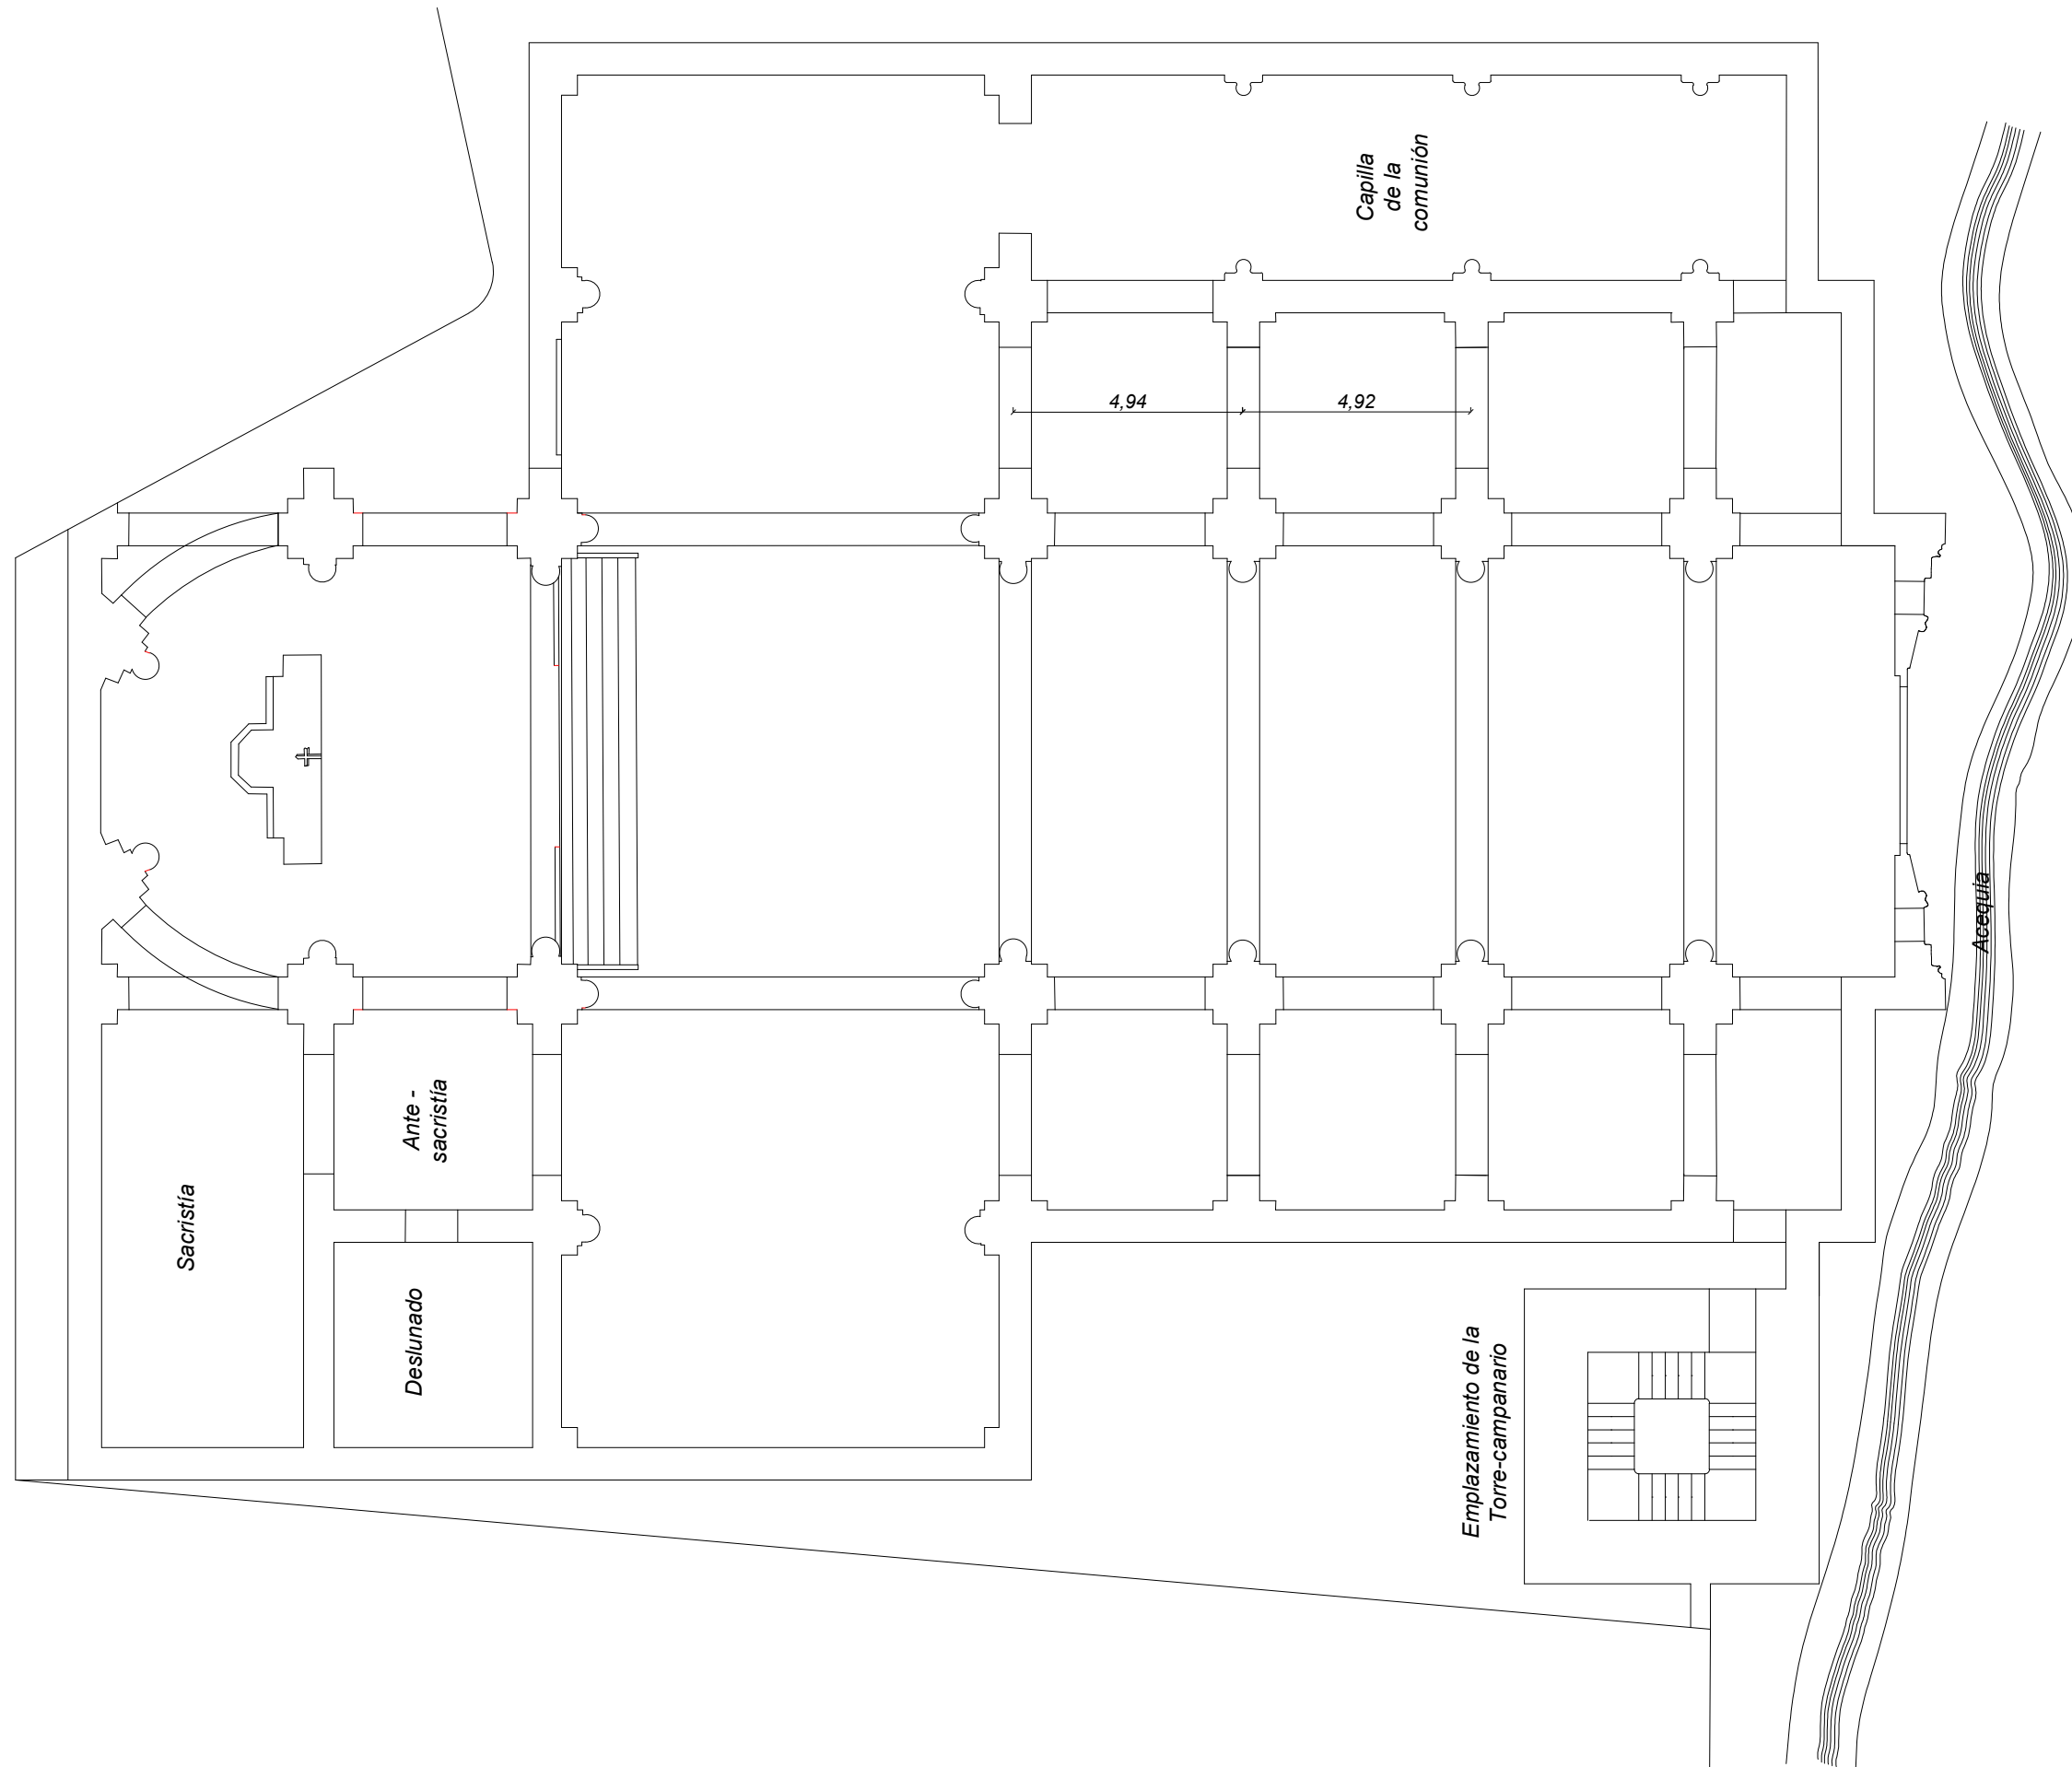 Capilla
de la
comunión
4,94
4,92
Acequia
Ante -
sacristía
Sacristía
Deslunado
Emplazamiento de la
Torre-campanario